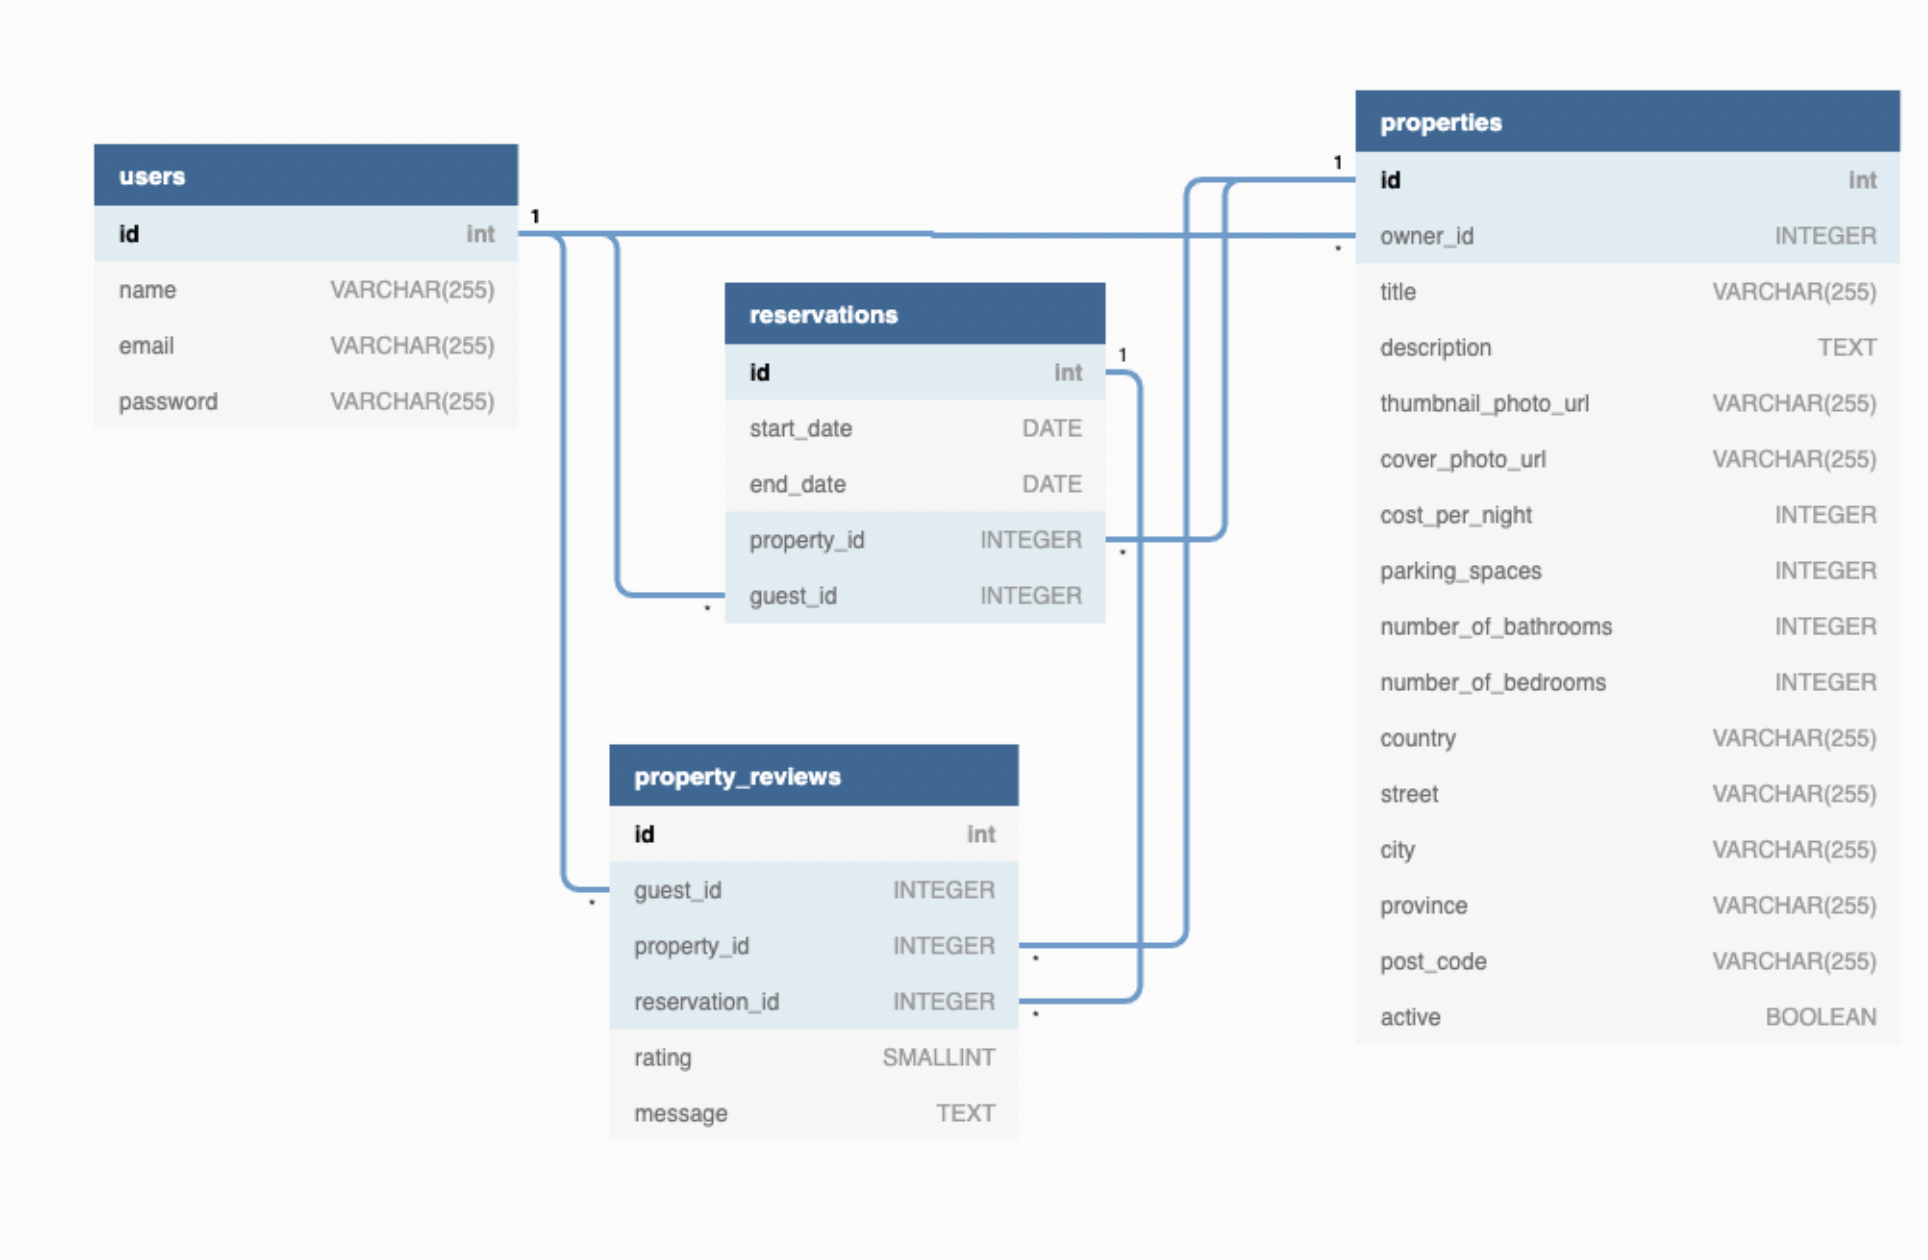 users
1
id int
name VARCHAR(255)
email VARCHAR(255)
password VARCHAR(255)
reservations
1
id int
start_date DATE
end_date DATE
property_id INTEGER
*
guest_id INTEGER
*
property_reviews
id int
guest_id INTEGER
*
property_id INTEGER
*
reservation_id INTEGER
*
rating SMALLINT
message TEXT
properties
1
id int
owner_id INTEGER
*
title VARCHAR(255)
description TEXT
thumbnail_photo_url VARCHAR(255)
cover_photo_url VARCHAR(255)
cost_per_night INTEGER
parking_spaces INTEGER
number_of_bathrooms INTEGER
number_of_bedrooms INTEGER
country VARCHAR(255)
street VARCHAR(255)
city VARCHAR(255)
province VARCHAR(255)
post_code VARCHAR(255)
active BOOLEAN